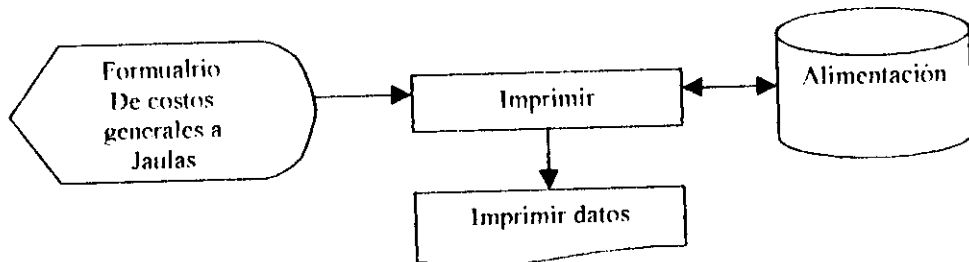 Formualrio
De costos
generales a
Jaulas
Imprimir
Alimentación
Imprimir datos